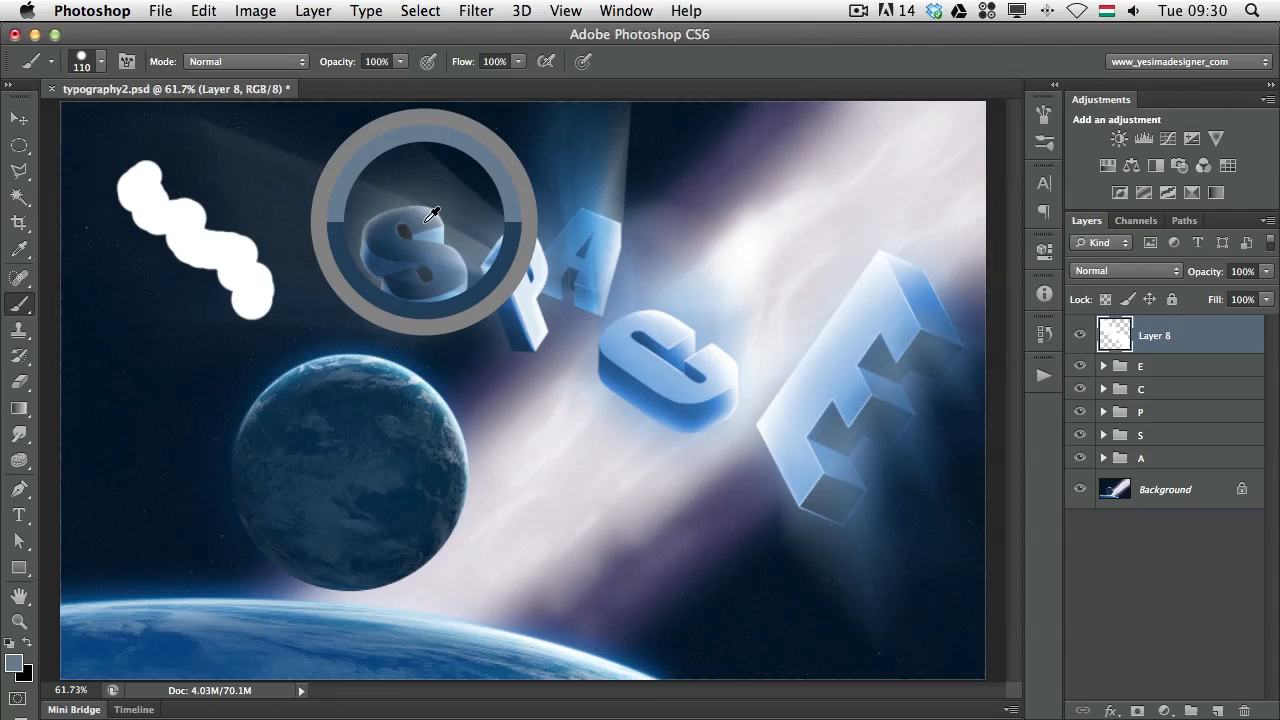 Photoshop File Edit Image Layer Type Select Filter 3D View Window Help 14 Tue 09:30
Adobe Photoshop CS6
110 Mode: Normal Opacity: 100% Flow: 100% www_yesimadesigner_com
typography2.psd @ 61.7% (Layer 8, RGB/8) *
Adjustments
Add an adjustment
Layers Channels Paths
Kind
Normal Opacity: 100%
Lock: Fill: 100%
Layer 8
E
C
P
S
A
Background
SPACE
61.73% Doc: 4.03M/70.1M
Mini Bridge Timeline